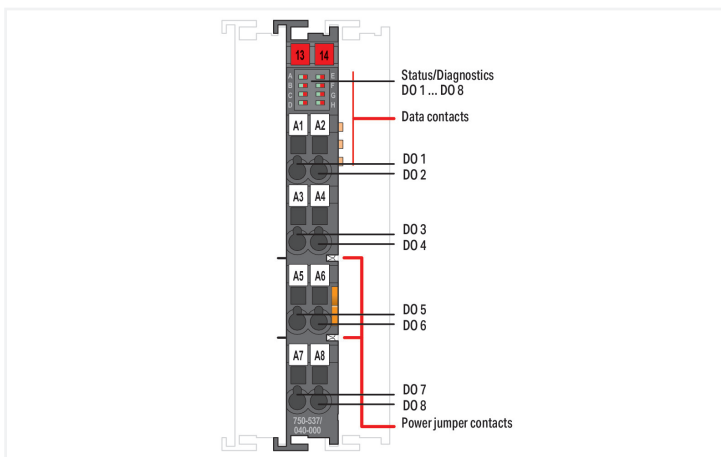 13 14
A E
B F
C G
D H
Status/Diagnostics
DO 1 ... DO 8
Data contacts
A1 A2
DO 1
DO 2
A3 A4
DO 3
DO 4
A5 A6
DO 5
DO 6
A7 A8
DO 7
DO 8
750-537/
040-000
Power jumper contacts